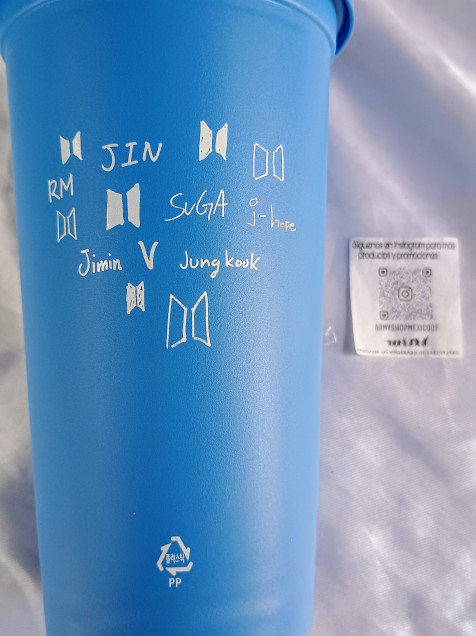 JIN
RM
SUGA
j-hope
Jimin V Jung kook
플라스틱
PP
Síguenos en Instagram para más
productos y promociones
ARMYSHOPMEXICOOF